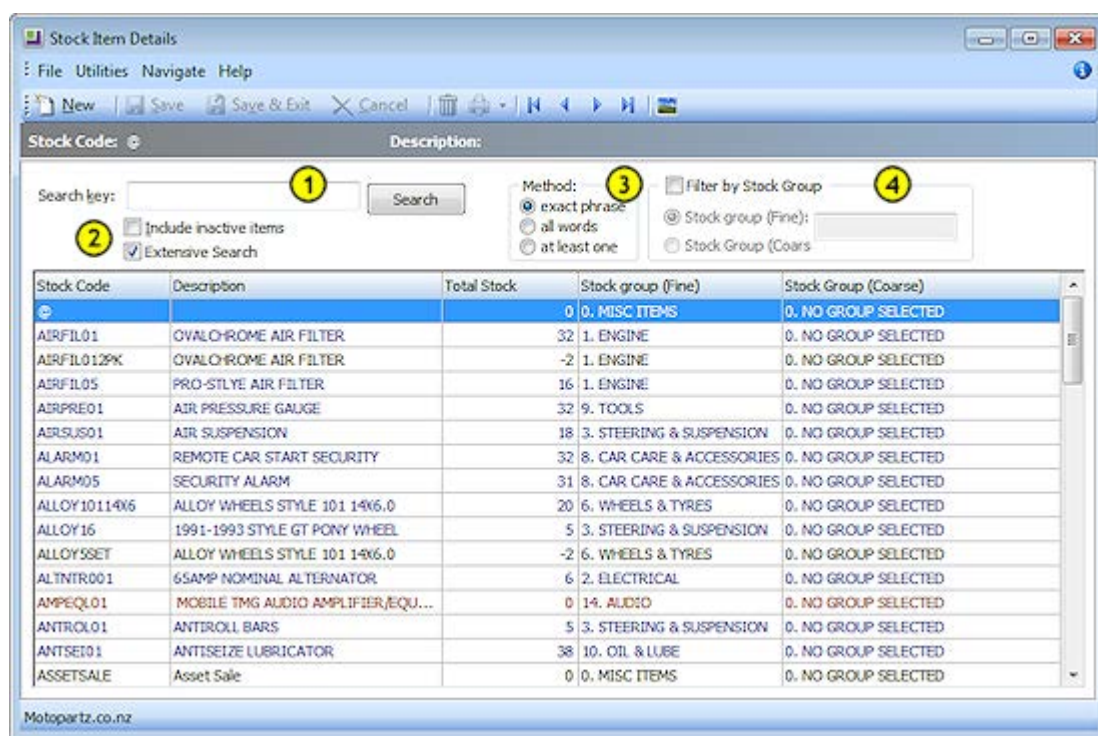 Stock Item Details
File Utilities Navigate Help
New Save Save & Exit Cancel
Stock Code: @ Description:
Search key: 1 Search Method: 3 Filter by Stock Group 4
exact phrase Stock group (Fine):
2 Include inactive items all words
Extensive Search at least one Stock Group (Coars
Stock Code Description Total Stock Stock group (Fine) Stock Group (Coarse)
@ 0 0. MISC ITEMS 0. NO GROUP SELECTED
AIRFIL01 OVALCHROME AIR FILTER 32 1. ENGINE 0. NO GROUP SELECTED
AIRFIL012PK OVALCHROME AIR FILTER -2 1. ENGINE 0. NO GROUP SELECTED
AIRFIL05 PRO-STLYE AIR FILTER 16 1. ENGINE 0. NO GROUP SELECTED
AIRPRE01 AIR PRESSURE GAUGE 32 9. TOOLS 0. NO GROUP SELECTED
AIRSUS01 AIR SUSPENSION 18 3. STEERING & SUSPENSION 0. NO GROUP SELECTED
ALARM01 REMOTE CAR START SECURITY 32 8. CAR CARE & ACCESSORIES 0. NO GROUP SELECTED
ALARM05 SECURITY ALARM 31 8. CAR CARE & ACCESSORIES 0. NO GROUP SELECTED
ALLOY10114X6 ALLOY WHEELS STYLE 101 14X6.0 20 6. WHEELS & TYRES 0. NO GROUP SELECTED
ALLOY16 1991-1993 STYLE GT PONY WHEEL 5 3. STEERING & SUSPENSION 0. NO GROUP SELECTED
ALLOY5SET ALLOY WHEELS STYLE 101 14X6.0 -2 6. WHEELS & TYRES 0. NO GROUP SELECTED
ALTNTR001 65AMP NOMINAL ALTERNATOR 6 2. ELECTRICAL 0. NO GROUP SELECTED
AMPEQL01 MOBILE TMG AUDIO AMPLIFIER/EQU... 0 14. AUDIO 0. NO GROUP SELECTED
ANTROL01 ANTIROLL BARS 5 3. STEERING & SUSPENSION 0. NO GROUP SELECTED
ANTSEI01 ANTISEIZE LUBRICATOR 38 10. OIL & LUBE 0. NO GROUP SELECTED
ASSETSALE Asset Sale 0 0. MISC ITEMS 0. NO GROUP SELECTED
Motopartz.co.nz